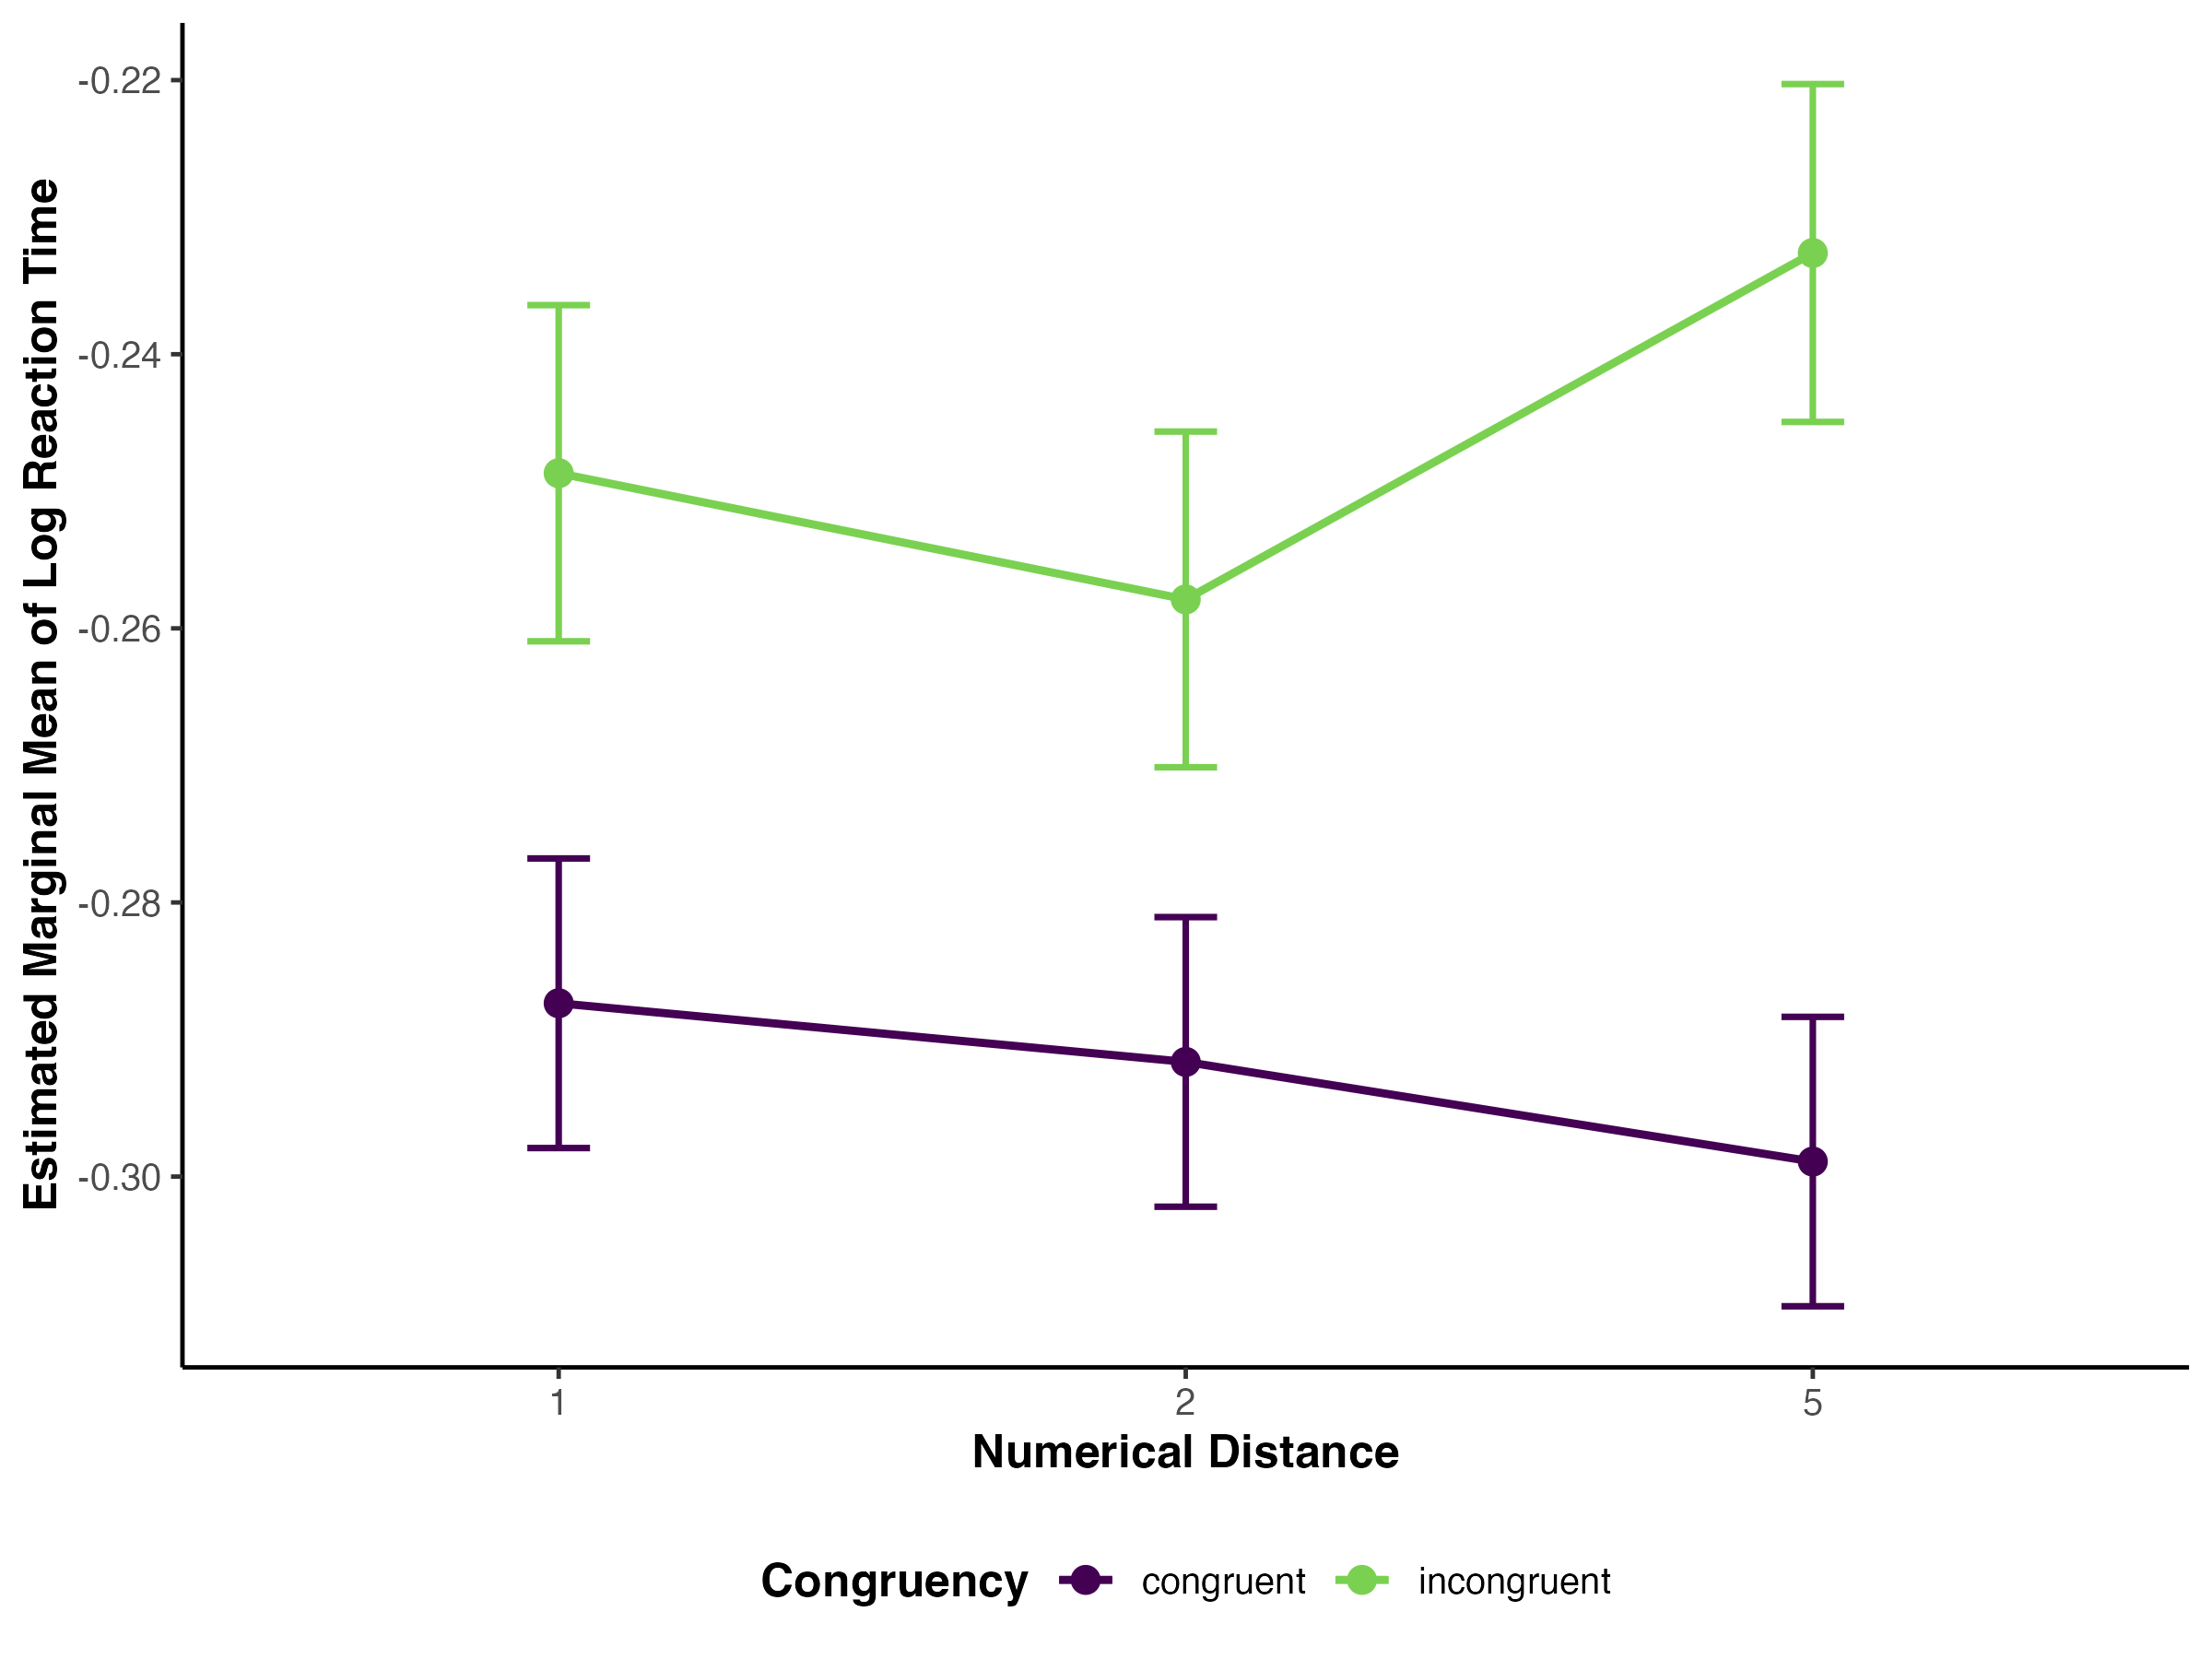 Estimated Marginal Mean of Log Reaction Time
-0.22
-0.24
-0.26
-0.28
-0.30
1 2 5
Numerical Distance
Congruency congruent incongruent